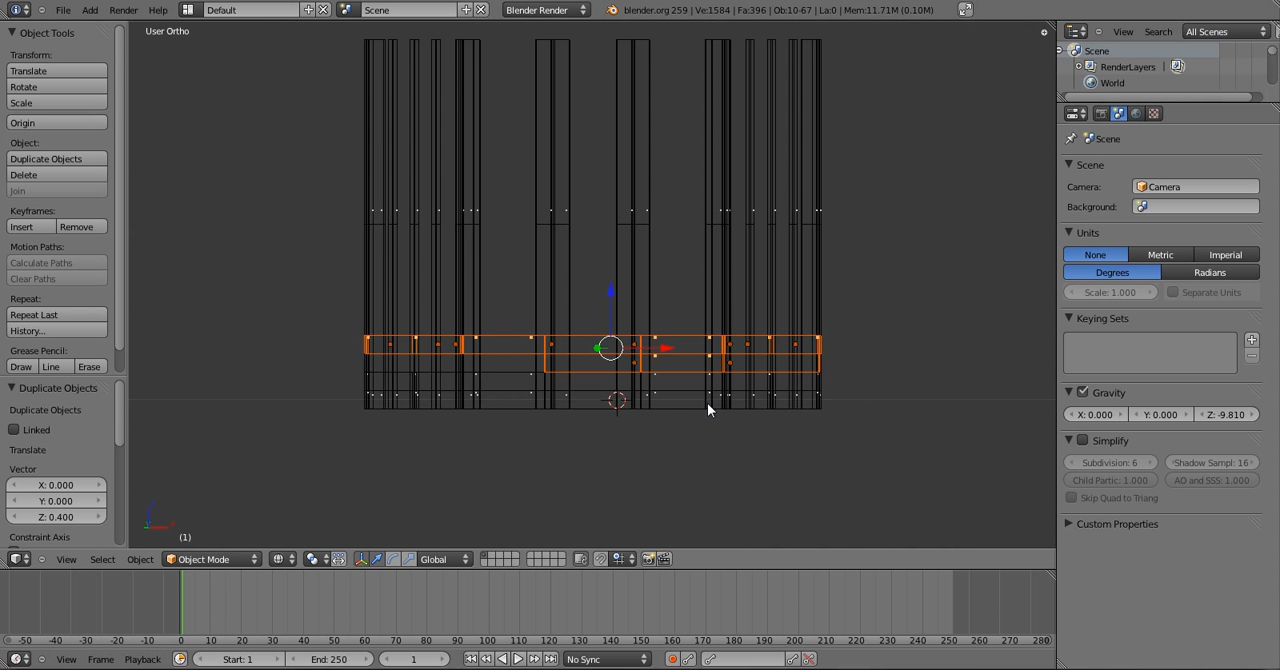 File Add Render Help Default Scene Blender Render blender.org 259 | Ve:1584 | Fa:396 | Ob:10-67 | La:0 | Mem:11.71M (0.10M)
User Ortho
Object Tools
Transform:
Translate
Rotate
Scale
Origin
Object:
Duplicate Objects
Delete
Join
Keyframes:
Insert Remove
Motion Paths:
Calculate Paths
Clear Paths
Repeat:
Repeat Last
History...
Grease Pencil:
Draw Line Erase
Duplicate Objects
Duplicate Objects
Linked
Translate
Vector
X: 0.000
Y: 0.000
Z: 0.400
Constraint Axis
(1)
View Select Object Object Mode Global
View Search All Scenes
Scene
RenderLayers
World
Scene
Scene
Camera: Camera
Background:
Units
None Metric Imperial
Degrees Radians
Scale: 1.000 Separate Units
Keying Sets
Gravity
X: 0.000 Y: 0.000 Z: -9.810
Simplify
Subdivision: 6 Shadow Sampl: 16
Child Partic: 1.000 AO and SSS: 1.000
Skip Quad to Triang
Custom Properties
-50 -40 -30 -20 -10 0 10 20 30 40 50 60 70 80 90 100 110 120 130 140 150 160 170 180 190 200 210 220 230 240 250 260 270 280
View Frame Playback Start: 1 End: 250 1 No Sync